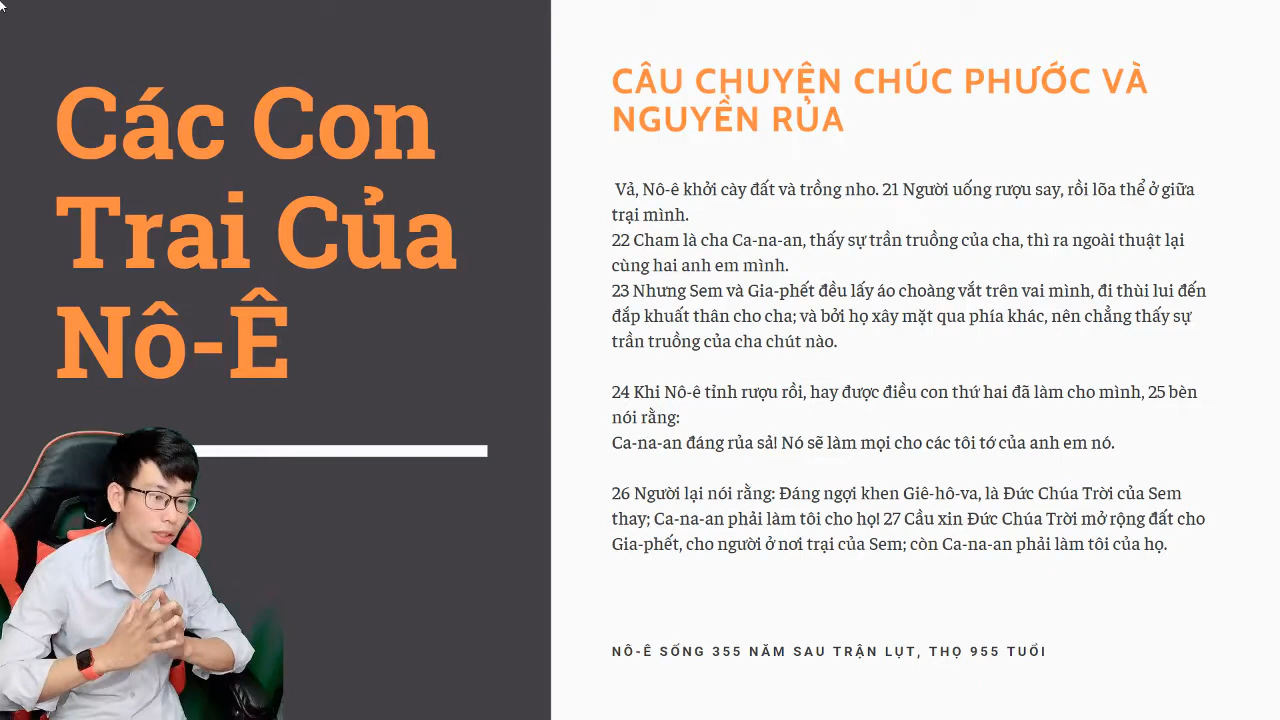 Các Con
Trai Của
Nô-Ê
CÂU CHUYỆN CHÚC PHƯỚC VÀ
NGUYỀN RỦA
Vả, Nô-ê khởi cày đất và trồng nho. 21 Người uống rượu say, rồi lõa thể ở giữa
trại mình.
22 Cham là cha Ca-na-an, thấy sự trần truồng của cha, thì ra ngoài thuật lại
cùng hai anh em mình.
23 Nhưng Sem và Gia-phết đều lấy áo choàng vắt trên vai mình, đi thùi lui đến
đắp khuất thân cho cha; và bởi họ xây mặt qua phía khác, nên chẳng thấy sự
trần truồng của cha chút nào.
24 Khi Nô-ê tỉnh rượu rồi, hay được điều con thứ hai đã làm cho mình, 25 bèn
nói rằng:
Ca-na-an đáng rủa sả! Nó sẽ làm mọi cho các tôi tớ của anh em nó.
26 Người lại nói rằng: Đáng ngợi khen Giê-hô-va, là Đức Chúa Trời của Sem
thay; Ca-na-an phải làm tôi cho họ! 27 Cầu xin Đức Chúa Trời mở rộng đất cho
Gia-phết, cho người ở nơi trại của Sem; còn Ca-na-an phải làm tôi của họ.
NÔ-Ê SỐNG 355 NĂM SAU TRẬN LỤT, THỌ 955 TUỔI